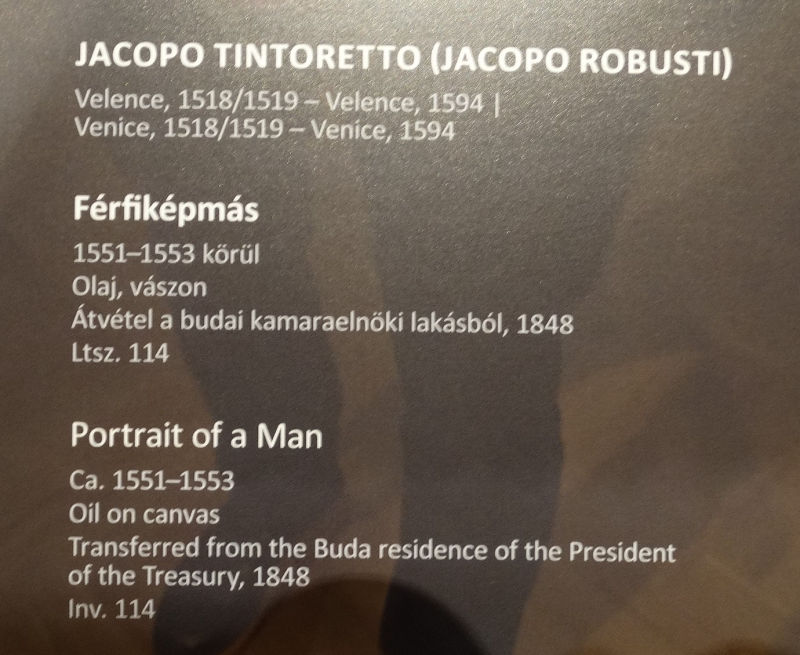 JACOPO TINTORETTO (JACOPO ROBUSTI)
Velence, 1518/1519 – Velence, 1594 |
Venice, 1518/1519 – Venice, 1594
Férfiképmás
1551–1553 körül
Olaj, vászon
Átvétel a budai kamaraelnöki lakásból, 1848
Ltsz. 114
Portrait of a Man
Ca. 1551–1553
Oil on canvas
Transferred from the Buda residence of the President
of the Treasury, 1848
Inv. 114